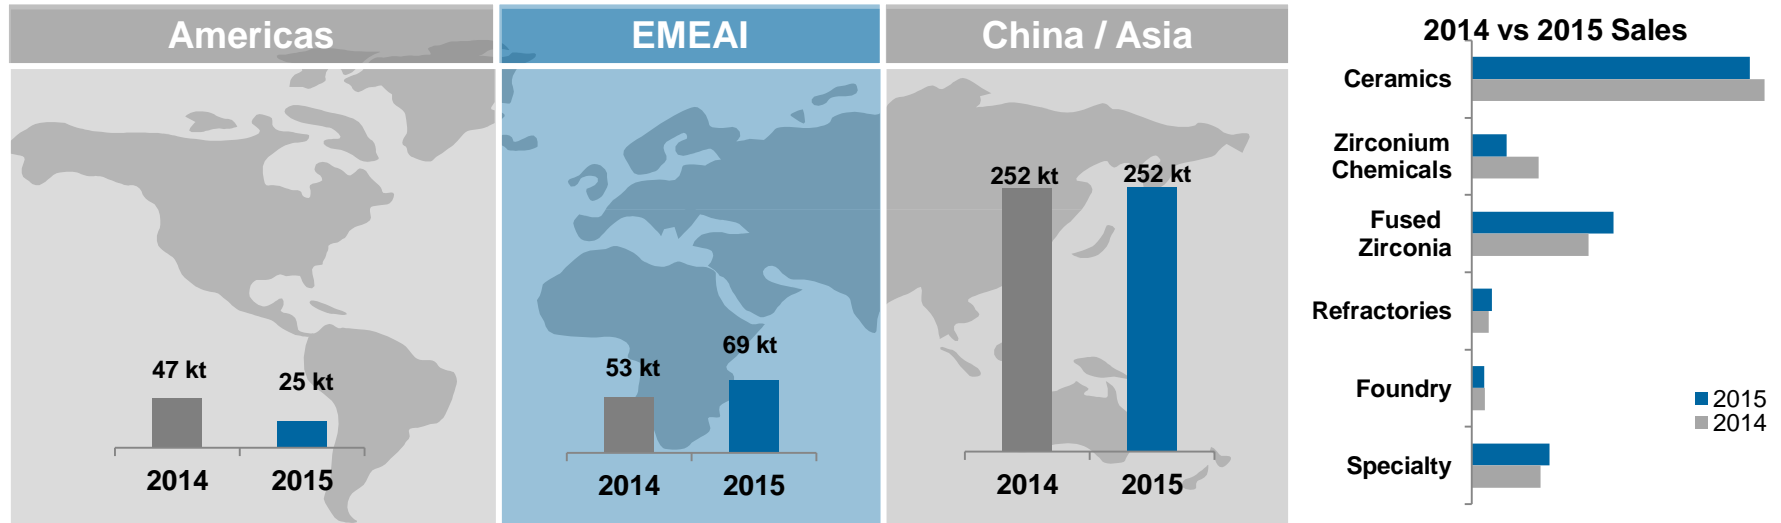 Americas
47 kt
25 kt
2014
2015
EMEAI
53 kt
69 kt
2014
2015
China / Asia
252 kt
252 kt
2014
2015
2014 vs 2015 Sales
Ceramics
Zirconium
Chemicals
Fused
Zirconia
Refractories
Foundry
Specialty
2015
2014